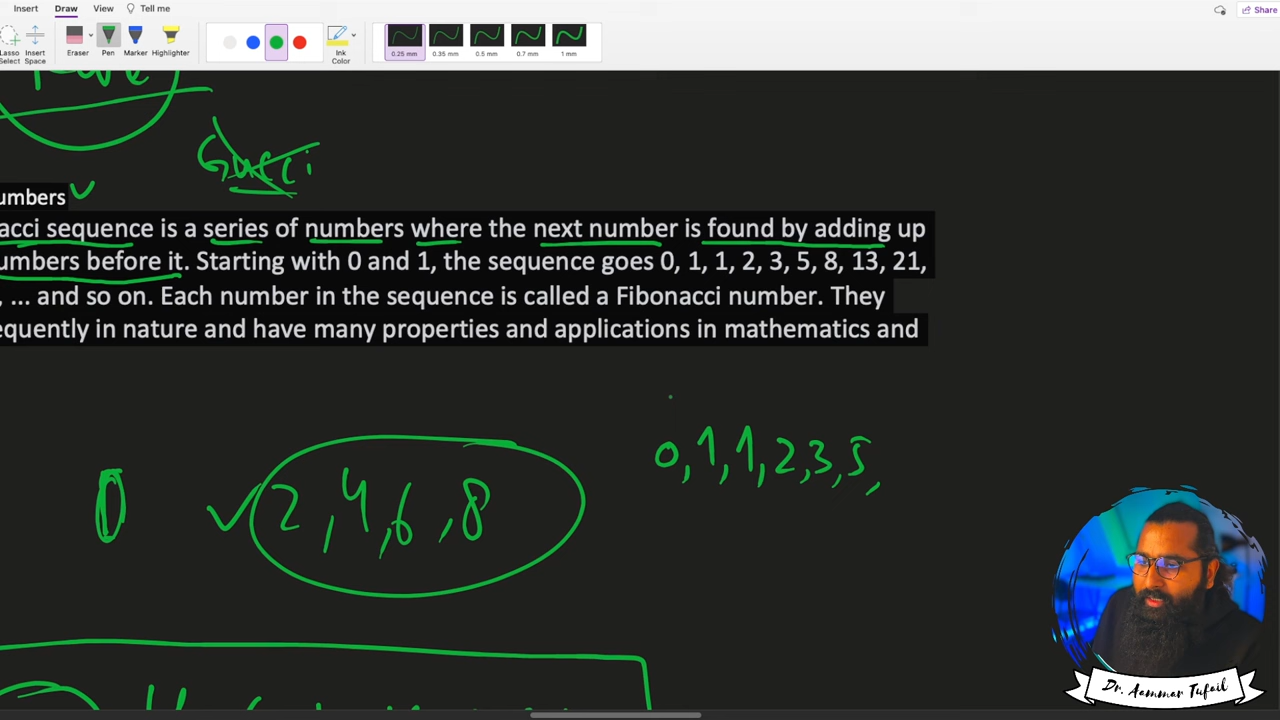 Insert Draw View Tell me Share
Lasso Select Insert Space Eraser Pen Marker Highlighter Ink Color 0.25 mm 0.35 mm 0.5 mm 0.7 mm 1 mm
Gucci
umbers
acci sequence is a series of numbers where the next number is found by adding up
umbers before it. Starting with 0 and 1, the sequence goes 0, 1, 1, 2, 3, 5, 8, 13, 21,
, ... and so on. Each number in the sequence is called a Fibonacci number. They
equently in nature and have many properties and applications in mathematics and
0,1,1,2,3,5,
0 2,4,6,8
Dr. Aammar Tufail